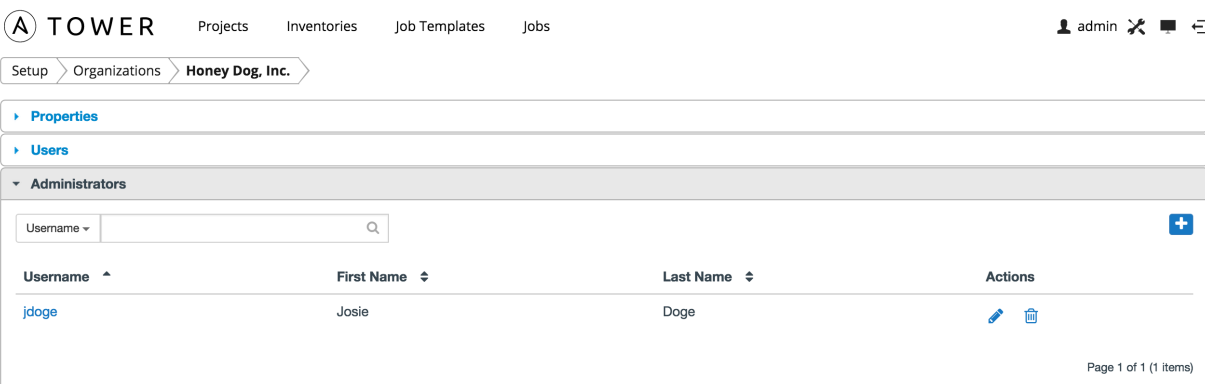 A TOWER Projects Inventories Job Templates Jobs admin
Setup Organizations Honey Dog, Inc.
Properties
Users
Administrators
Username
Username First Name Last Name Actions
jdoge Josie Doge
Page 1 of 1 (1 items)